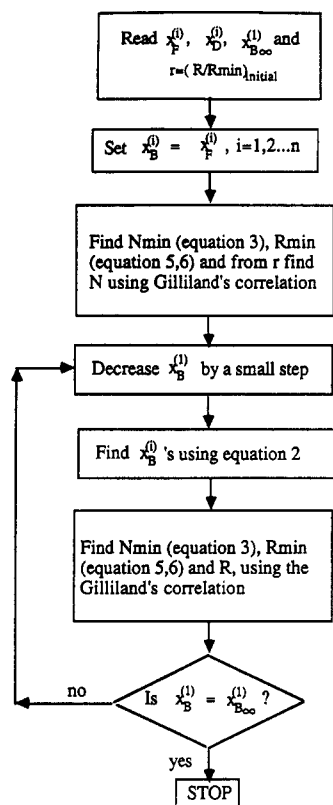 Read x_F^(i), x_D^(i), x_B∞^(1) and
r=( R/Rmin)initial
Set x_B^(i) = x_F^(i) , i=1,2...n
Find Nmin (equation 3), Rmin
(equation 5,6) and from r find
N using Gilliland's correlation
Decrease x_B^(1) by a small step
Find x_B^(i) 's using equation 2
Find Nmin (equation 3), Rmin
(equation 5,6) and R, using the
Gilliland's correlation
no
Is x_B^(1) = x_B∞^(1) ?
yes
STOP